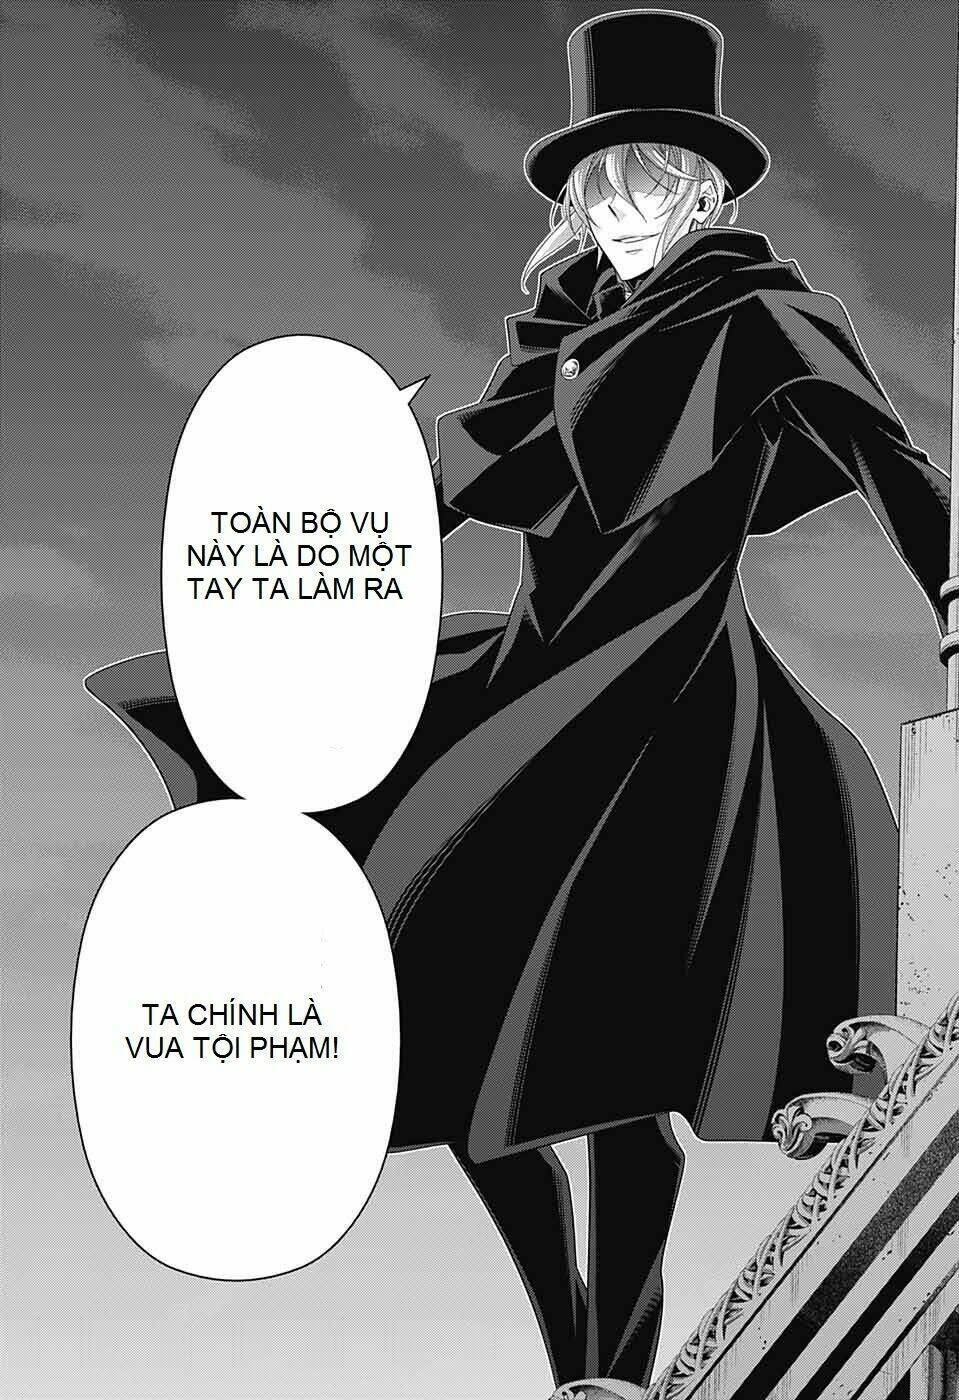 TOÀN BỘ VỤ
NÀY LÀ DO MỘT
TAY TA LÀM RA
TA CHÍNH LÀ
VUA TỘI PHẠM!